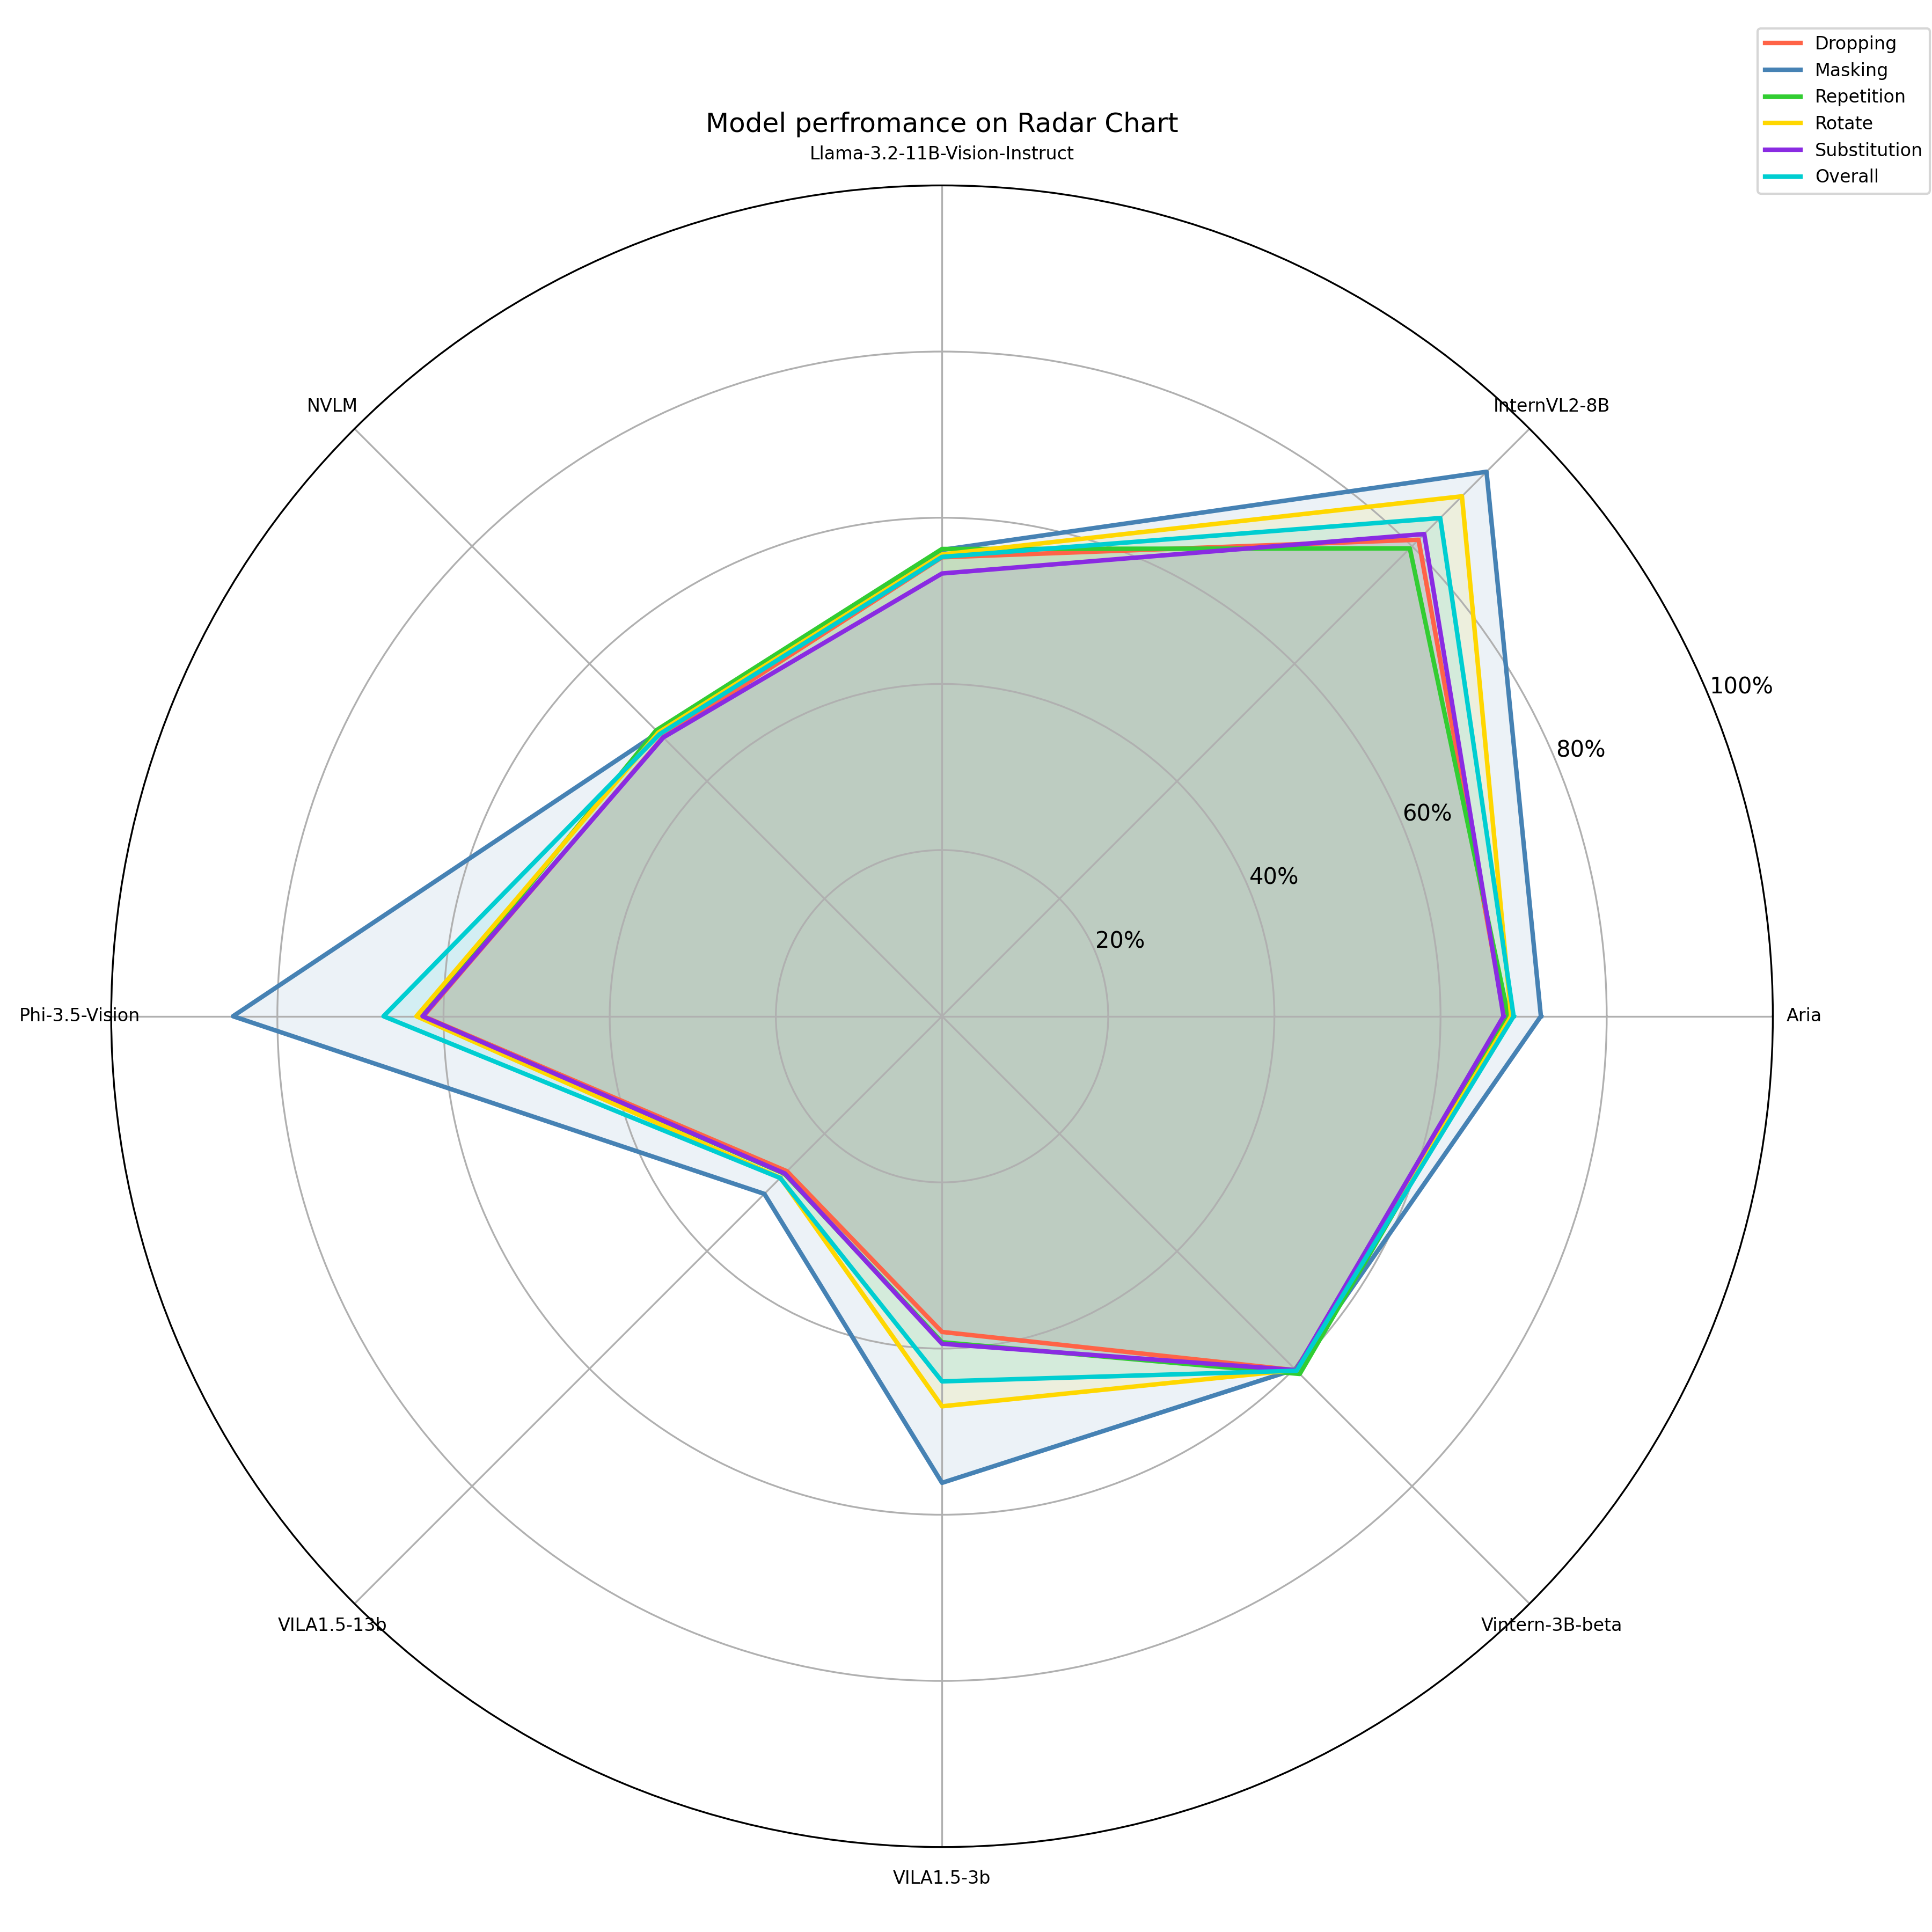 Dropping
Masking
Repetition
Rotate
Substitution
Overall
Model perfromance on Radar Chart
Llama-3.2-11B-Vision-Instruct
NVLM
InternVL2-8B
100%
80%
60%
40%
20%
Phi-3.5-Vision
Aria
VILA1.5-13b
Vintern-3B-beta
VILA1.5-3b